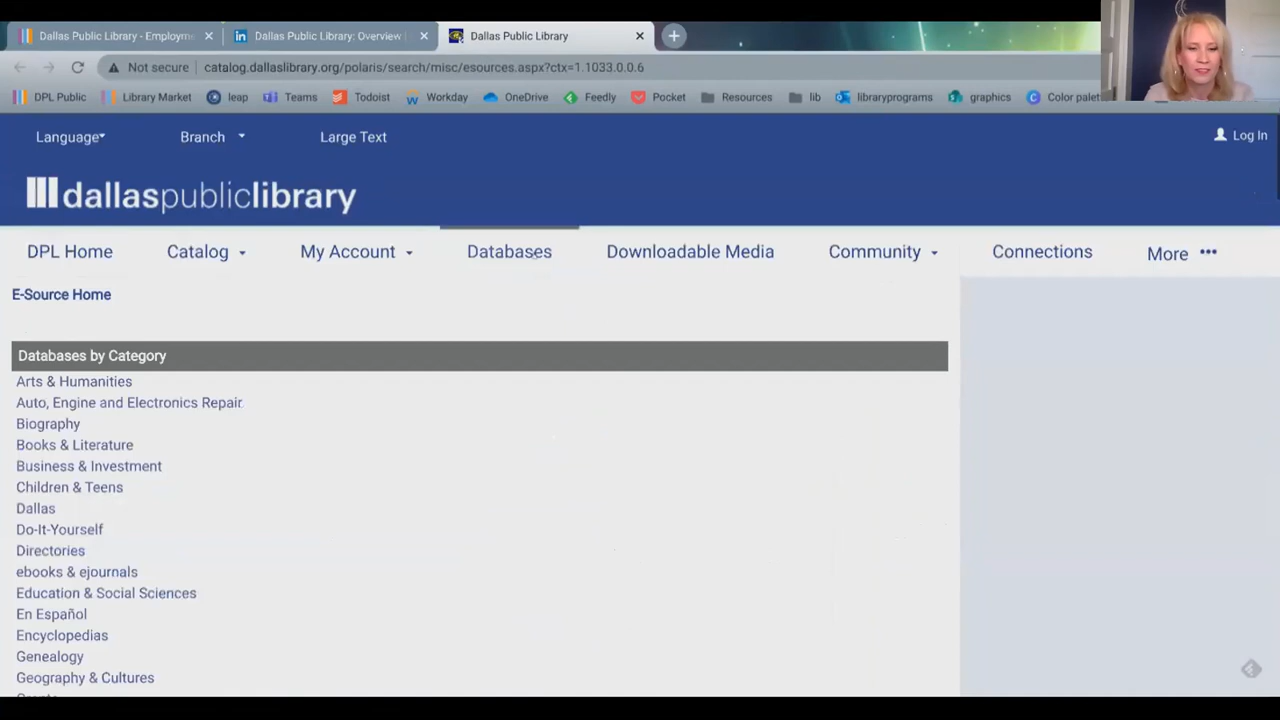 Dallas Public Library - Employm
Dallas Public Library: Overview
Dallas Public Library
Not secure catalog.dallaslibrary.org/polaris/search/misc/esources.aspx?ctx=1.1033.0.0.6
DPL Public Library Market leap Teams Todoist Workday OneDrive Feedly Pocket Resources lib libraryprograms graphics Color palet
Language Branch Large Text Log In
dallaspubliclibrary
DPL Home Catalog My Account Databases Downloadable Media Community Connections More
E-Source Home
Databases by Category
Arts & Humanities
Auto, Engine and Electronics Repair
Biography
Books & Literature
Business & Investment
Children & Teens
Dallas
Do-It-Yourself
Directories
ebooks & ejournals
Education & Social Sciences
En Español
Encyclopedias
Genealogy
Geography & Cultures